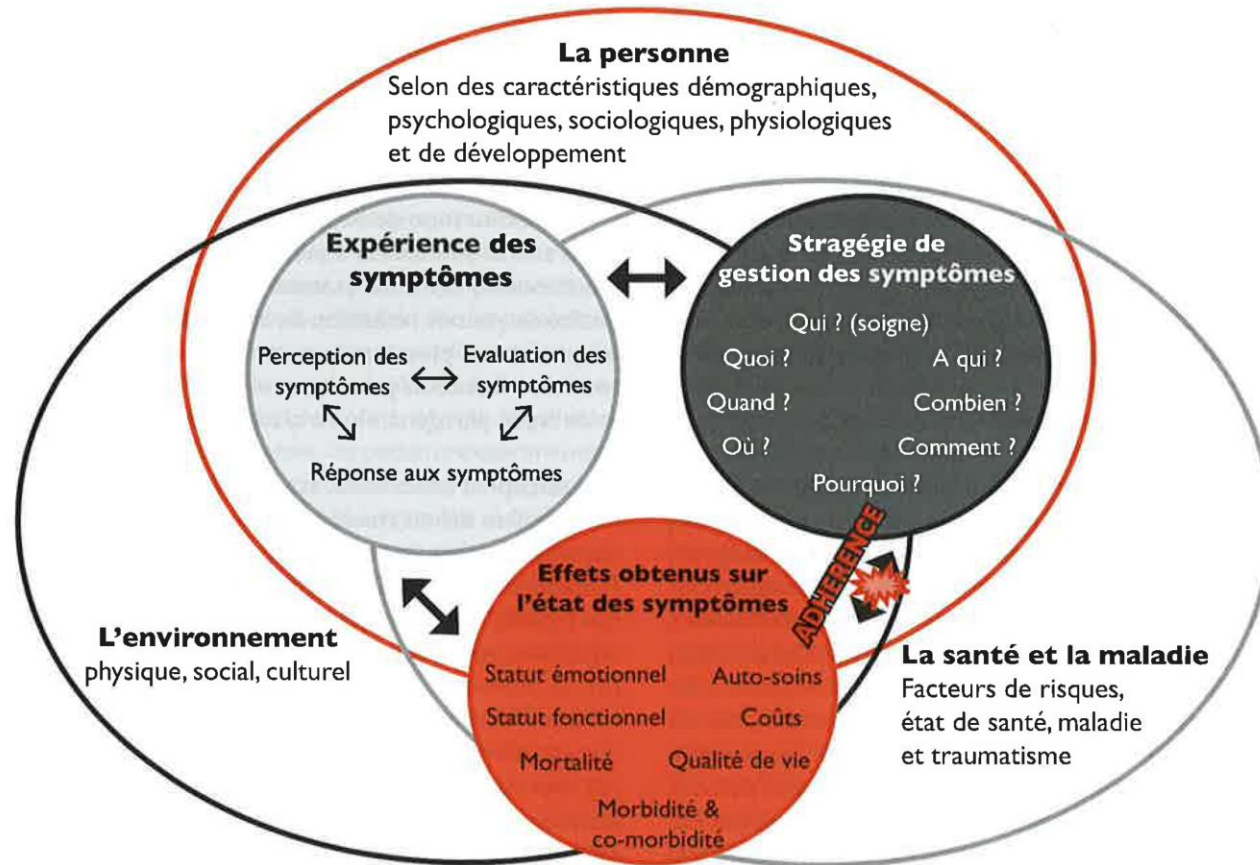 La personne
Selon des caractéristiques démographiques,
psychologiques, sociologiques, physiologiques
et de développement
Expérience des
symptômes
Perception des
symptômes
Evaluation des
symptômes
Réponse aux symptômes
Stragégie de
gestion des symptômes
Qui ? (soigne)
Quoi ?
A qui ?
Quand ?
Combien ?
Où ?
Comment ?
Pourquoi ?
ADHERENCE
Effets obtenus sur
l'état des symptômes
Statut émotionnel
Auto-soins
Statut fonctionnel
Coûts
Mortalité
Qualité de vie
Morbidité &
co-morbidité
L'environnement
physique, social, culturel
La santé et la maladie
Facteurs de risques,
état de santé, maladie
et traumatisme